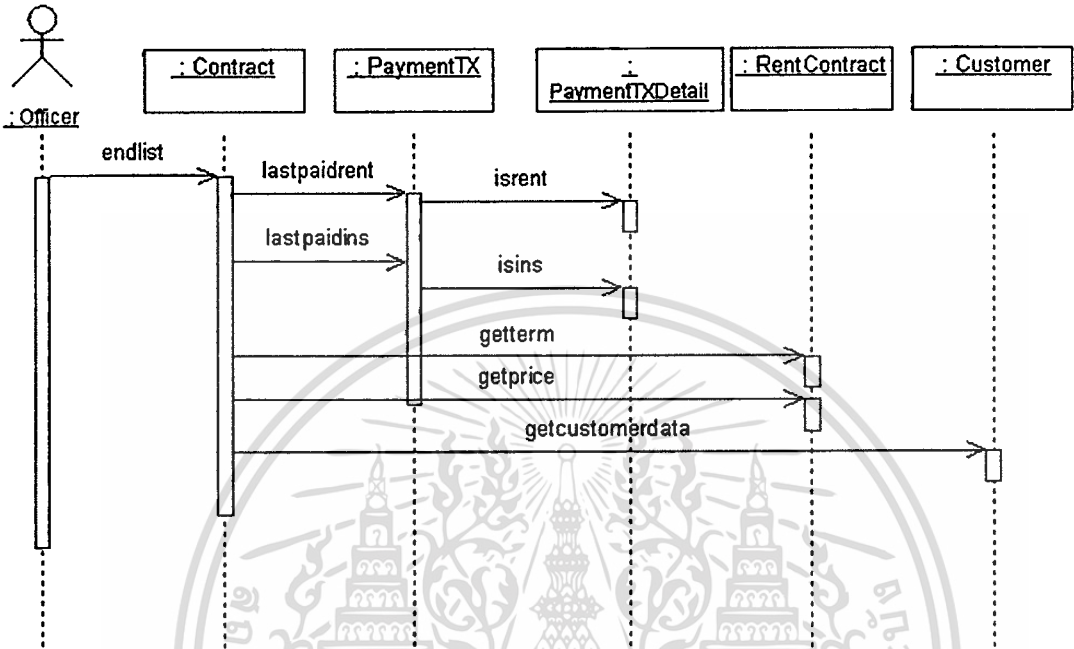 : Officer
: Contract
: PaymentTX
:
PaymentTXDetail
: RentContract
: Customer
endlist
lastpaidrent
isrent
lastpaidins
isins
getterm
getprice
getcustomerdata